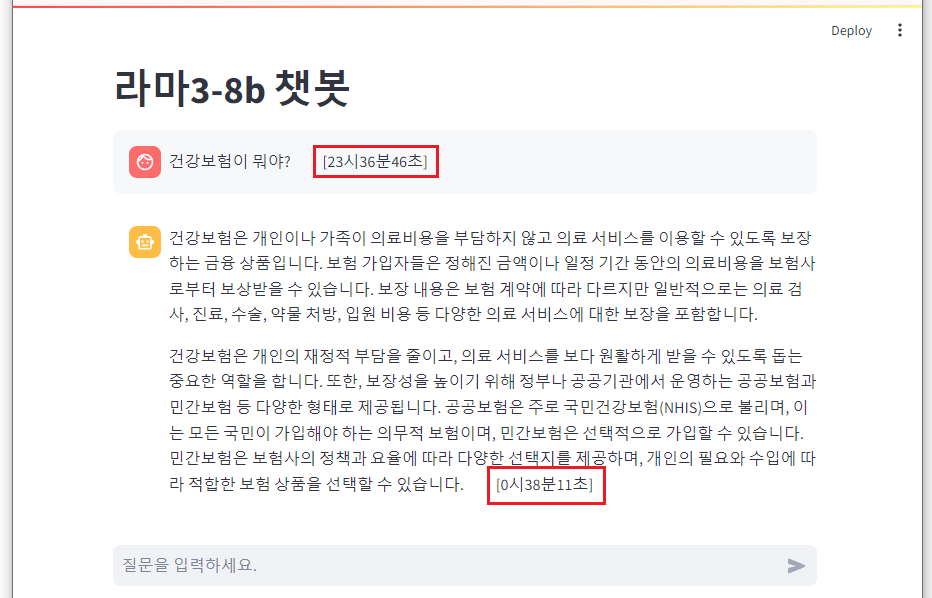 Deploy
라마3-8b 챗봇
건강보험이 뭐야? [23시36분46초]
건강보험은 개인이나 가족이 의료비용을 부담하지 않고 의료 서비스를 이용할 수 있도록 보장
하는 금융 상품입니다. 보험 가입자들은 정해진 금액이나 일정 기간 동안의 의료비용을 보험사
로부터 보상받을 수 있습니다. 보장 내용은 보험 계약에 따라 다르지만 일반적으로는 의료 검
사, 진료, 수술, 약물 처방, 입원 비용 등 다양한 의료 서비스에 대한 보장을 포함합니다.
건강보험은 개인의 재정적 부담을 줄이고, 의료 서비스를 보다 원활하게 받을 수 있도록 돕는
중요한 역할을 합니다. 또한, 보장성을 높이기 위해 정부나 공공기관에서 운영하는 공공보험과
민간보험 등 다양한 형태로 제공됩니다. 공공보험은 주로 국민건강보험(NHIS)으로 불리며, 이
는 모든 국민이 가입해야 하는 의무적 보험이며, 민간보험은 선택적으로 가입할 수 있습니다.
민간보험은 보험사의 정책과 요율에 따라 다양한 선택지를 제공하며, 개인의 필요와 수입에 따
라 적합한 보험 상품을 선택할 수 있습니다. [0시38분11초]
질문을 입력하세요.